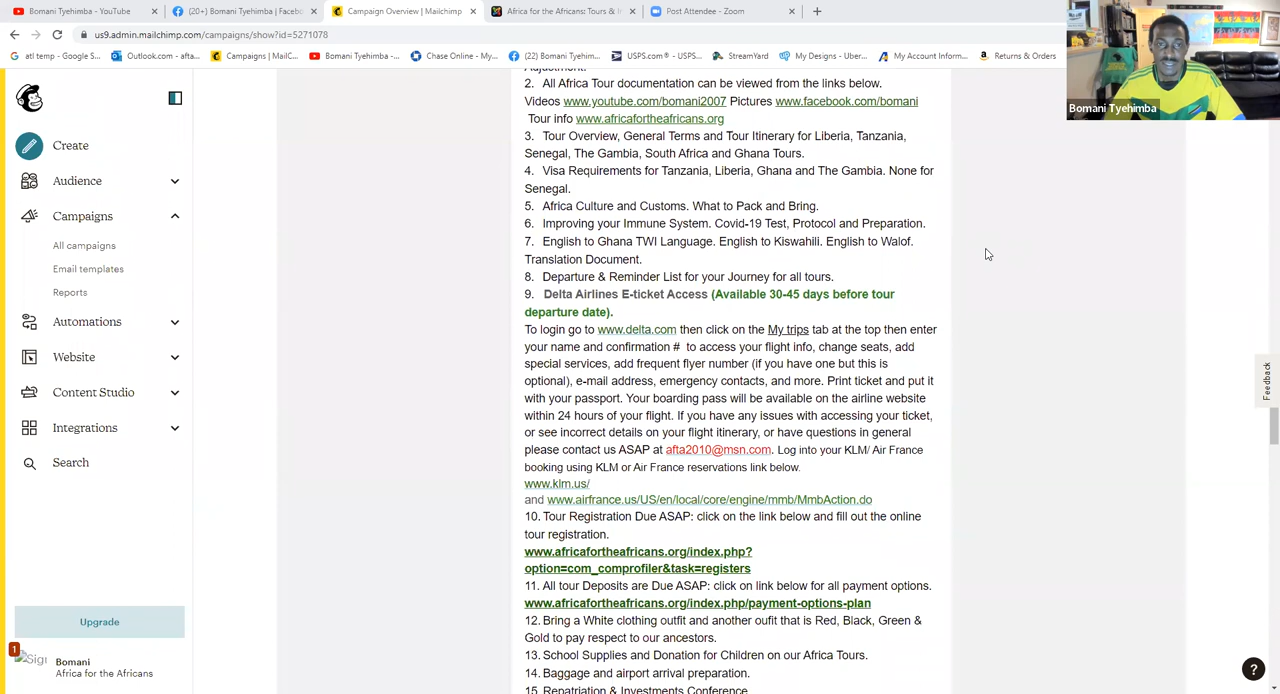 Bomani Tyehimba - YouTube
(20+) Bomani Tyehimba | Facebo
Campaign Overview | Mailchimp
Africa for the Africans: Tours & I
Post Attendee - Zoom
us9.admin.mailchimp.com/campaigns/show?id=5271078
atl temp - Google S...
Outlook.com - afta...
Campaigns | MailC...
Bomani Tyehimba -...
Chase Online - My...
(22) Bomani Tyehim...
USPS.com® - USPS...
StreamYard
My Designs - Uber...
My Account Inform...
Returns & Orders
Bomani Tyehimba
Create
Audience
Campaigns
All campaigns
Email templates
Reports
Automations
Website
Content Studio
Integrations
Search
Upgrade
1
Sign
Bomani
Africa for the Africans
2. All Africa Tour documentation can be viewed from the links below.
Videos www.youtube.com/bomani2007 Pictures www.facebook.com/bomani
Tour info www.africafortheafricans.org
3. Tour Overview, General Terms and Tour Itinerary for Liberia, Tanzania,
Senegal, The Gambia, South Africa and Ghana Tours.
4. Visa Requirements for Tanzania, Liberia, Ghana and The Gambia. None for
Senegal.
5. Africa Culture and Customs. What to Pack and Bring.
6. Improving your Immune System. Covid-19 Test, Protocol and Preparation.
7. English to Ghana TWI Language. English to Kiswahili. English to Walof.
Translation Document.
8. Departure & Reminder List for your Journey for all tours.
9. Delta Airlines E-ticket Access (Available 30-45 days before tour
departure date).
To login go to www.delta.com then click on the My trips tab at the top then enter
your name and confirmation # to access your flight info, change seats, add
special services, add frequent flyer number (if you have one but this is
optional), e-mail address, emergency contacts, and more. Print ticket and put it
with your passport. Your boarding pass will be available on the airline website
within 24 hours of your flight. If you have any issues with accessing your ticket,
or see incorrect details on your flight itinerary, or have questions in general
please contact us ASAP at afta2010@msn.com. Log into your KLM/ Air France
booking using KLM or Air France reservations link below.
www.klm.us/
and www.airfrance.us/US/en/local/core/engine/mmb/MmbAction.do
10. Tour Registration Due ASAP: click on the link below and fill out the online
tour registration.
www.africafortheafricans.org/index.php?
option=com_comprofiler&task=registers
11. All tour Deposits are Due ASAP: click on link below for all payment options.
www.africafortheafricans.org/index.php/payment-options-plan
12. Bring a White clothing outfit and another oufit that is Red, Black, Green &
Gold to pay respect to our ancestors.
13. School Supplies and Donation for Children on our Africa Tours.
14. Baggage and airport arrival preparation.
15. Repatriation & Investments Conference
Feedback
?